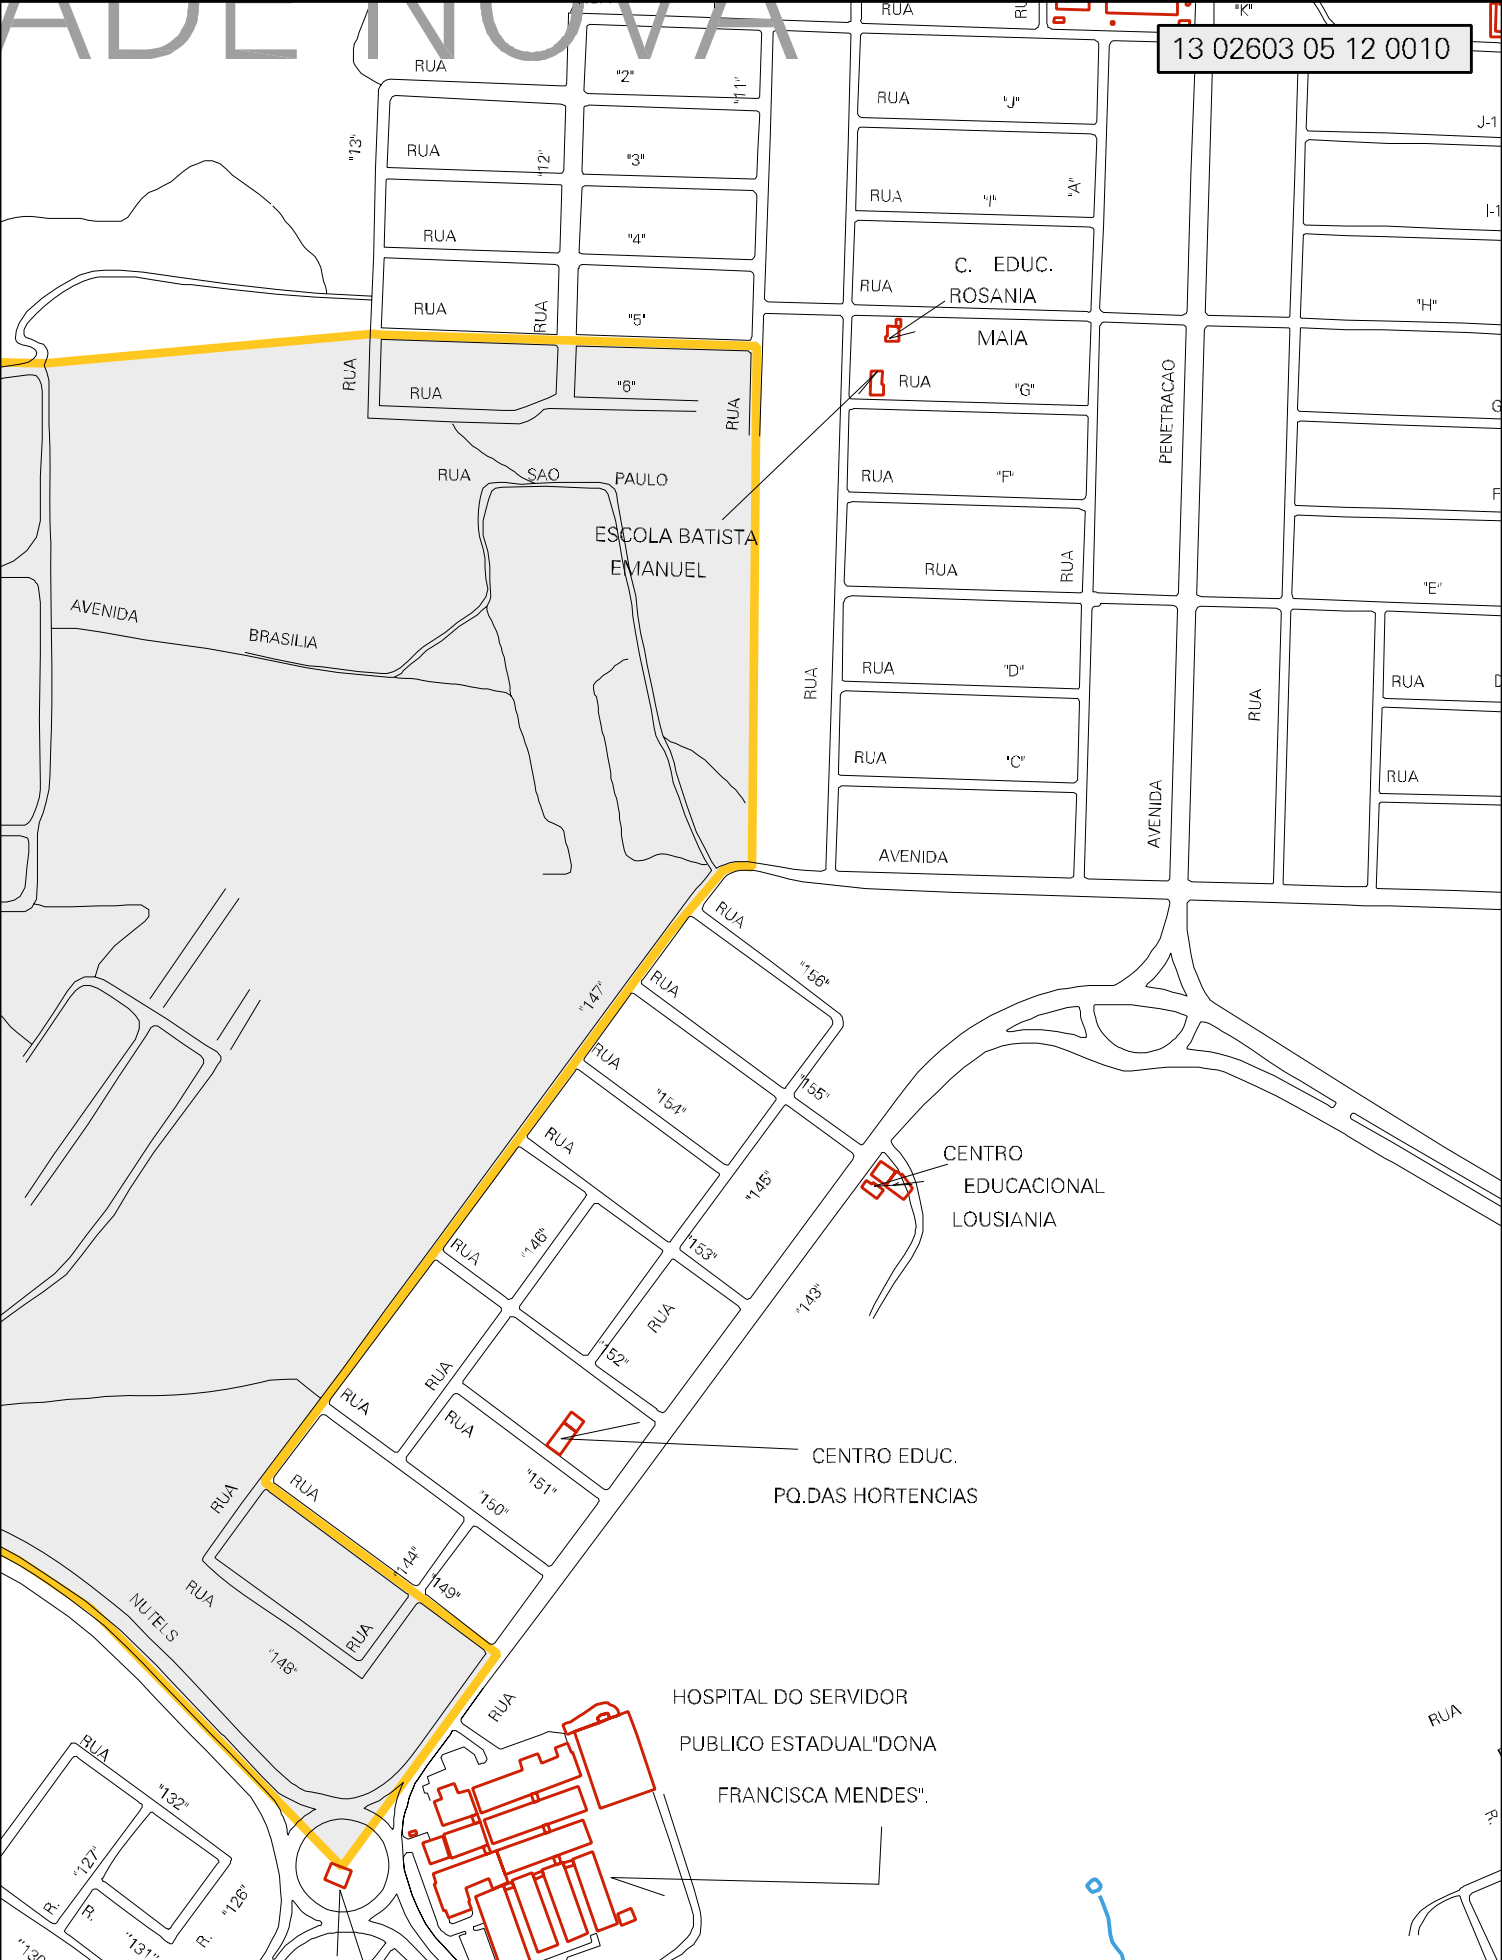 ADE NOVA
RUA
"K"
13 02603 05 12 0010
RUA
"2"
"11"
RUA
"J"
J-1
"13"
RUA
"12"
"3"
RUA
"I"
"A"
I-1
RUA
"4"
C. EDUC.
ROSANIA
MAIA
RUA
"H"
RUA
RUA
"5"
RUA
RUA
"6"
RUA
RUA
"G"
G
PENETRACAO
RUA
SAO
PAULO
RUA
"F"
F
ESCOLA BATISTA
EMANUEL
RUA
RUA
"E"
AVENIDA
BRASILIA
RUA
RUA
"D"
RUA
RUA
D
RUA
"C"
RUA
AVENIDA
AVENIDA
RUA
"156"
RUA
"147"
RUA
"155"
"154"
RUA
CENTRO
EDUCACIONAL
LOUSIANIA
"145"
"146"
RUA
"153"
"143"
RUA
"152"
RUA
RUA
RUA
CENTRO EDUC.
PQ.DAS HORTENCIAS
"151"
"150"
RUA
RUA
"144"
"149"
RUA
NUTELS
RUA
"148"
RUA
HOSPITAL DO SERVIDOR
PUBLICO ESTADUAL"DONA
FRANCISCA MENDES".
RUA
RUA
"132"
"127"
"126"
R.
R.
R.
R.
"131"
"130